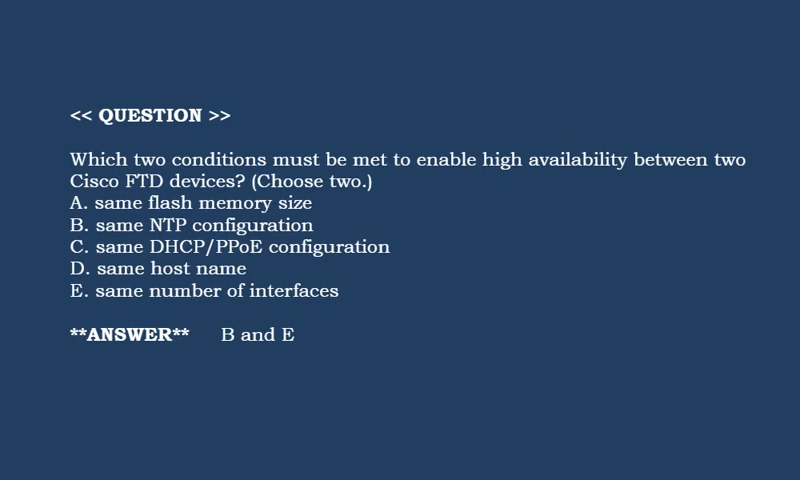 << QUESTION >>
Which two conditions must be met to enable high availability between two
Cisco FTD devices? (Choose two.)
A. same flash memory size
B. same NTP configuration
C. same DHCP/PPoE configuration
D. same host name
E. same number of interfaces
**ANSWER** B and E